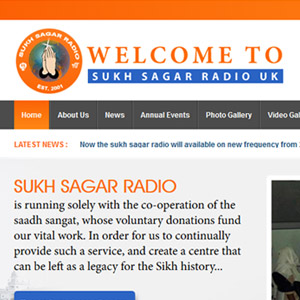 SUKH SAGAR RADIO
EST. 2001
WELCOME TO
SUKH SAGAR RADIO UK
Home About Us News Annual Events Photo Gallery Video Gal
LATEST NEWS : Now the sukh sagar radio will available on new frequency from
SUKH SAGAR RADIO
is running solely with the co-operation of the
saadh sangat, whose voluntary donations fund
our vital work. In order for us to continually
provide such a service, and create a centre that
can be left as a legacy for the Sikh history...